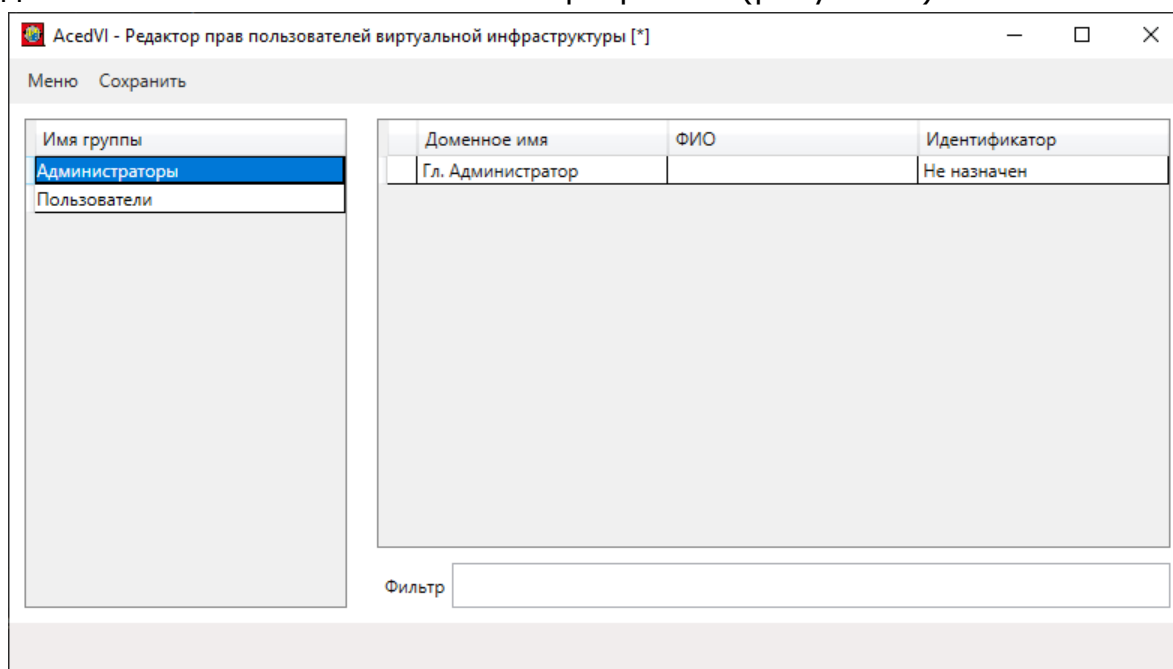 AcedVI - Редактор прав пользователей виртуальной инфраструктуры [*]
Меню Сохранить
Имя группы
Администраторы
Пользователи
Доменное имя ФИО Идентификатор
Гл. Администратор Не назначен
Фильтр